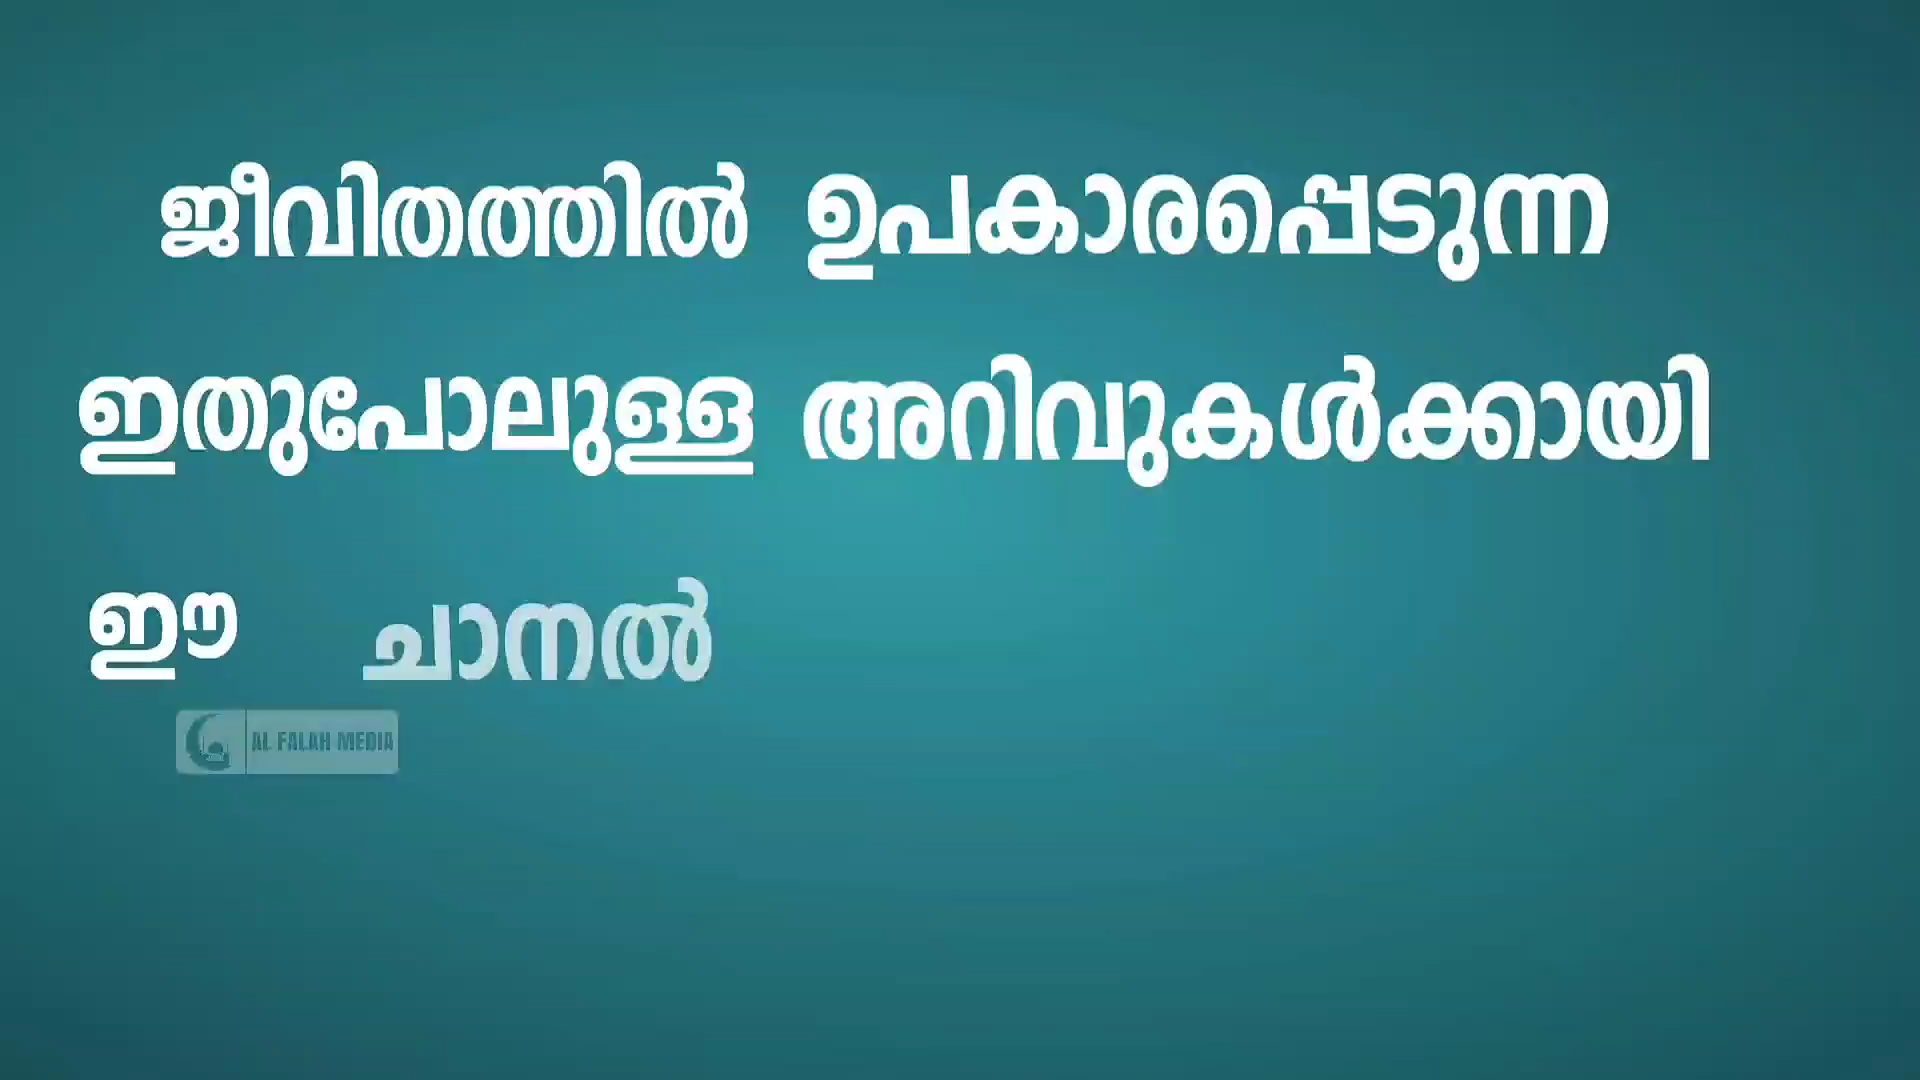 ജീവിതത്തിൽ ഉപകാരപ്പെടുന്ന
ഇതുപോലുള്ള അറിവുകൾക്കായി
ഈ ചാനൽ
AL FALAH MEDIA